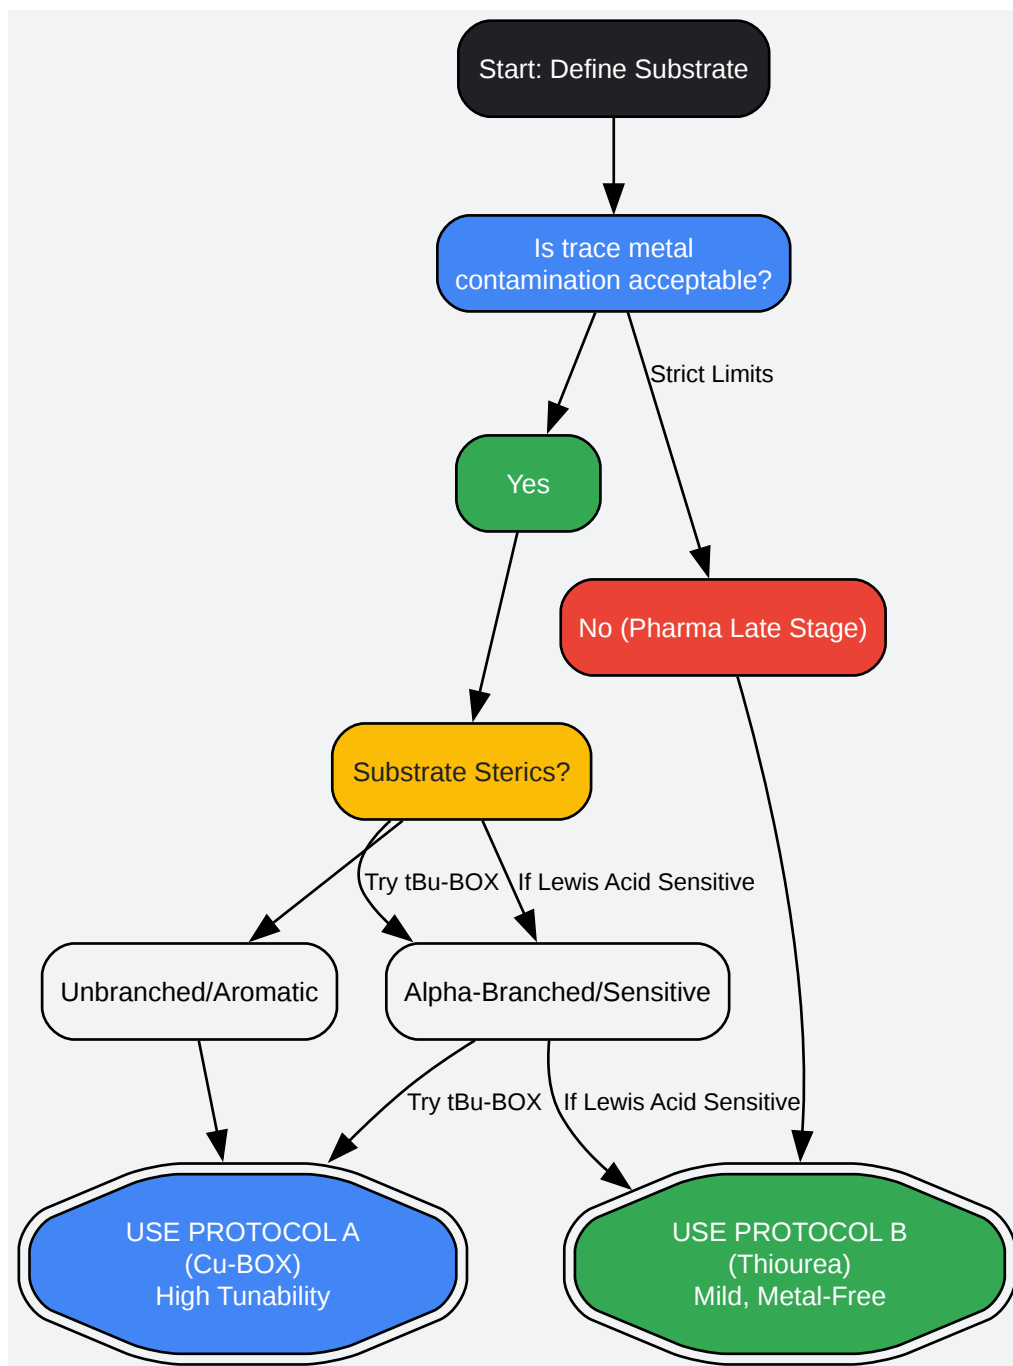 Start: Define Substrate
Is trace metal
contamination acceptable?
Strict Limits
Yes
No (Pharma Late Stage)
Substrate Sterics?
Try tBu-BOX
If Lewis Acid Sensitive
Unbranched/Aromatic
Alpha-Branched/Sensitive
Try tBu-BOX
If Lewis Acid Sensitive
USE PROTOCOL A
(Cu-BOX)
High Tunability
USE PROTOCOL B
(Thiourea)
Mild, Metal-Free